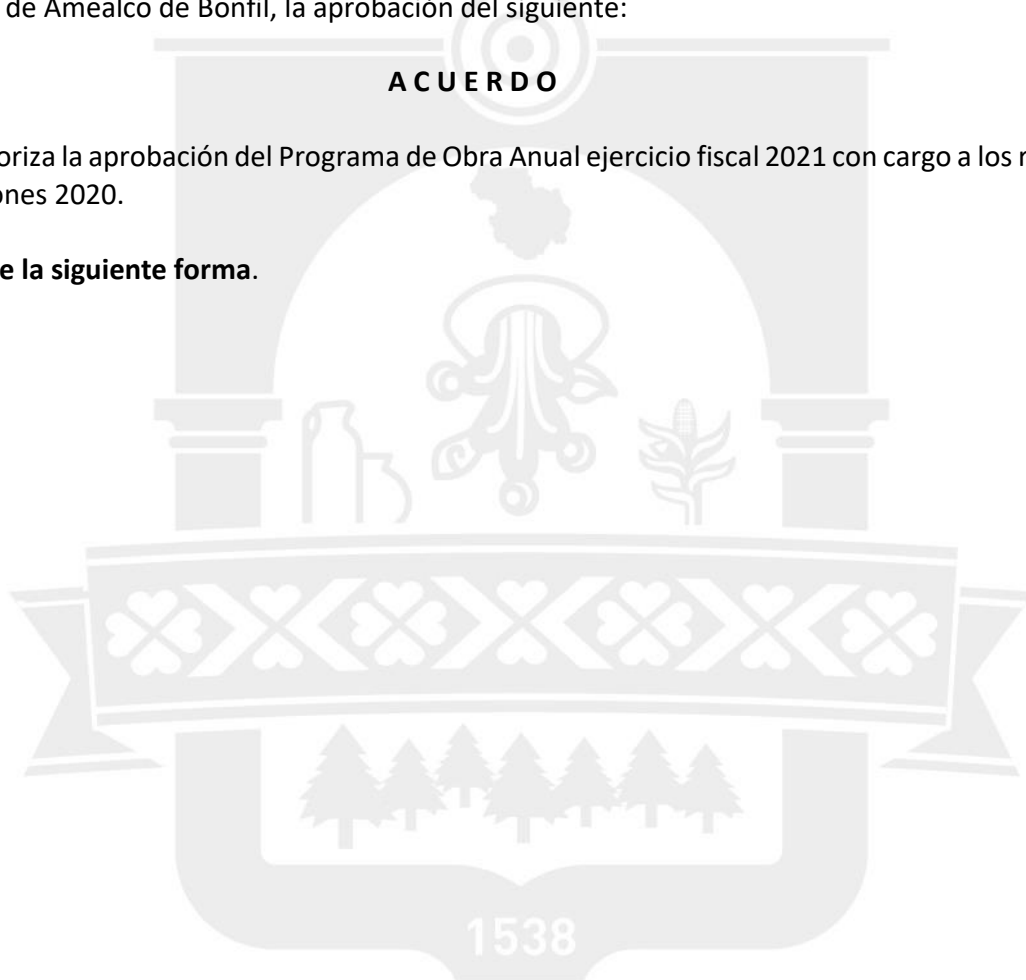 de Amealco de Bonfil, la aprobación del siguiente:
A C U E R D O
oriza la aprobación del Programa de Obra Anual ejercicio fiscal 2021 con cargo a los r
ones 2020.
e la siguiente forma.
1538